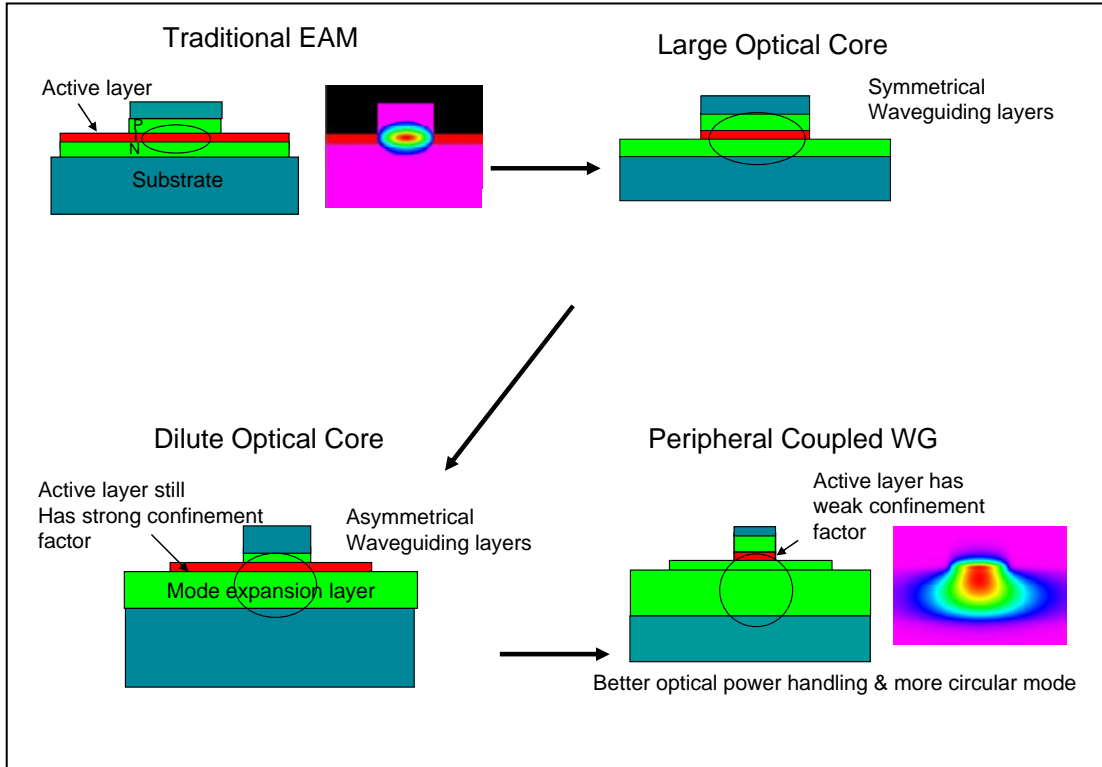 Traditional EAM
Active layer
P
I
N
Substrate
Large Optical Core
Symmetrical
Waveguiding layers
Dilute Optical Core
Active layer still
Has strong confinement
factor
Asymmetrical
Waveguiding layers
Mode expansion layer
Peripheral Coupled WG
Active layer has
weak confinement
factor
Better optical power handling & more circular mode